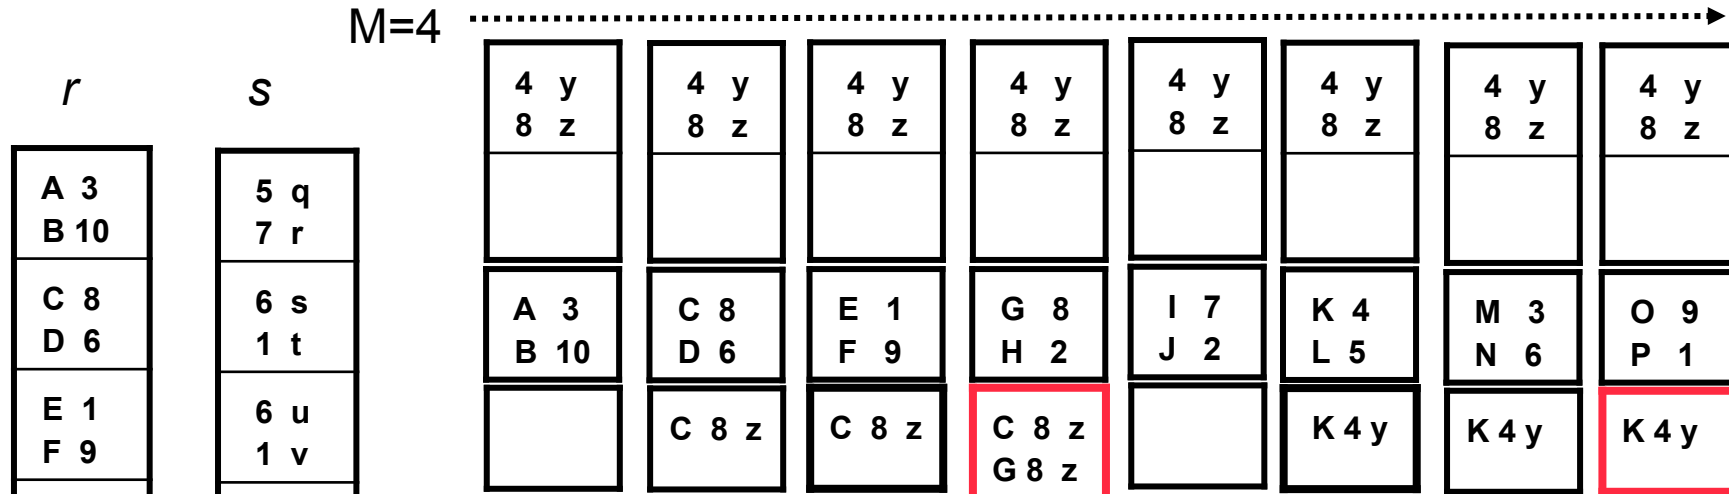 M=4
r
s
A 3
B 10
C 8
D 6
E 1
F 9
5 q
7 r
6 s
1 t
6 u
1 v
4 y
8 z
A 3
B 10
4 y
8 z
C 8
D 6
C 8 z
4 y
8 z
E 1
F 9
C 8 z
4 y
8 z
G 8
H 2
C 8 z
G 8 z
4 y
8 z
I 7
J 2
4 y
8 z
K 4
L 5
K 4 y
4 y
8 z
M 3
N 6
K 4 y
4 y
8 z
O 9
P 1
K 4 y